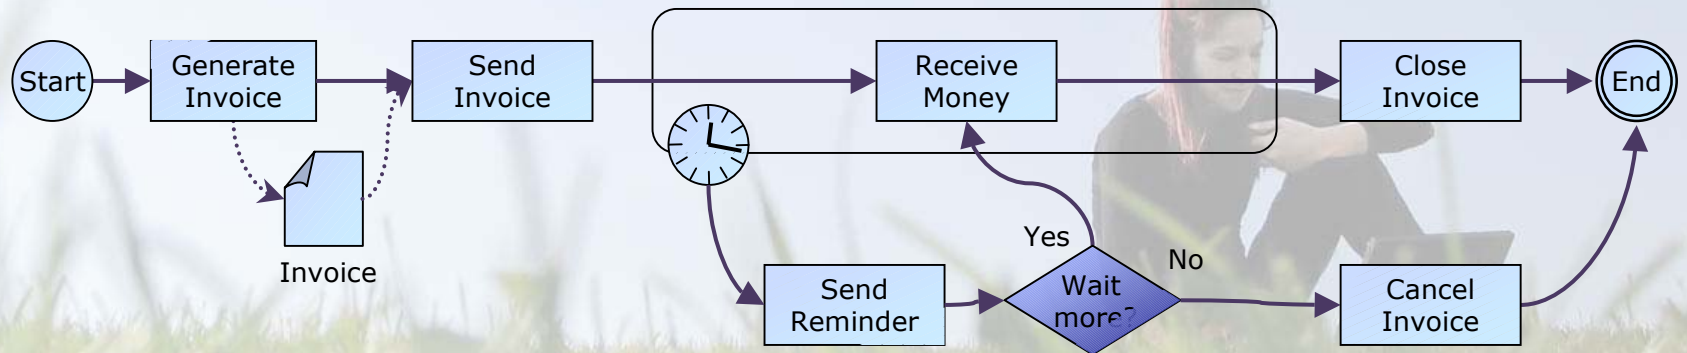 Start
Generate
Invoice
Send
Invoice
Receive
Money
Close
Invoice
End
Invoice
Yes
No
Send
Reminder
Wait
more?
Cancel
Invoice